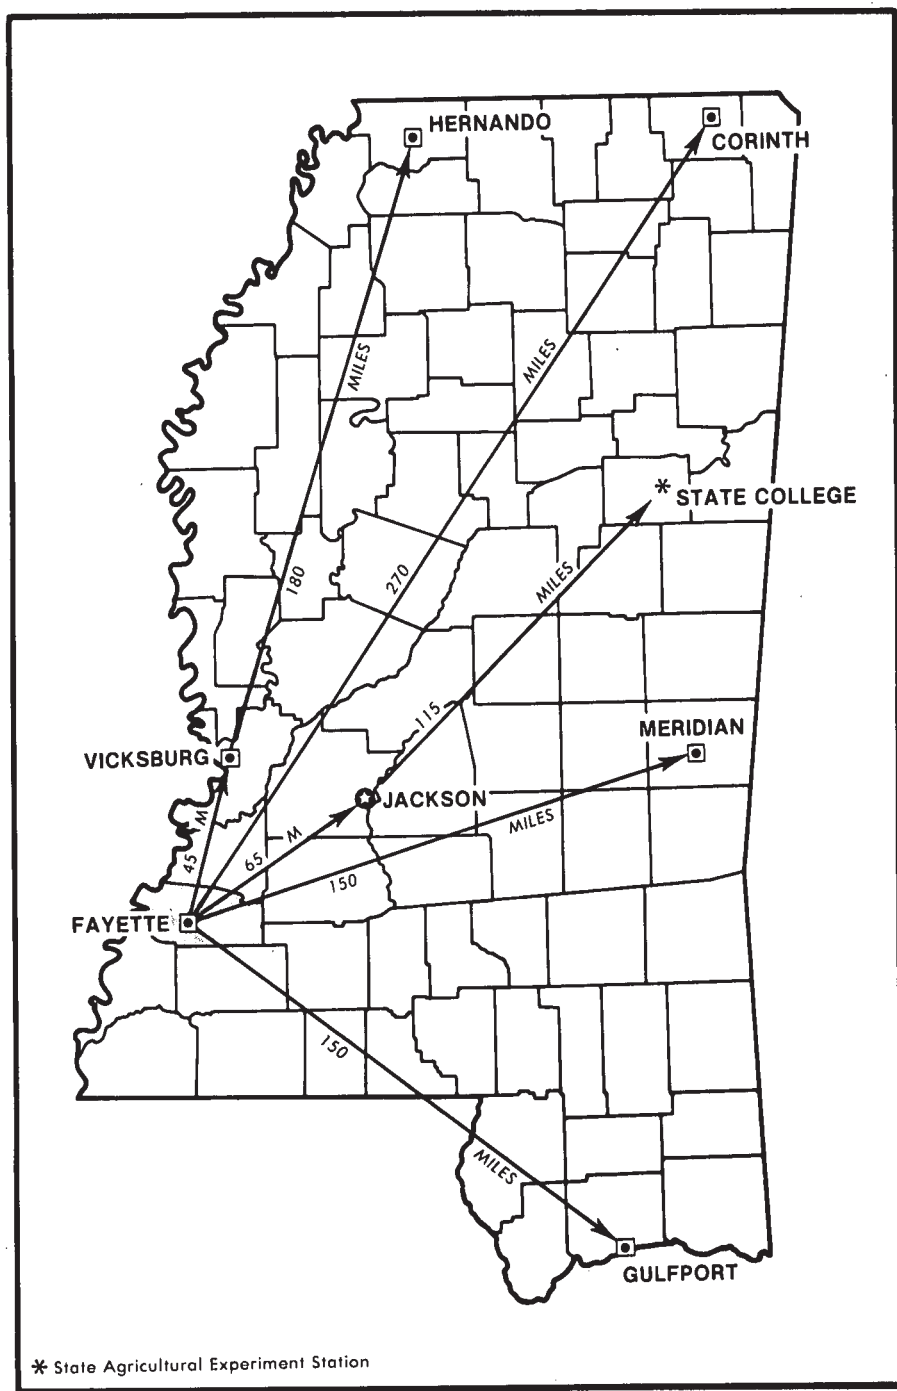 HERNANDO
CORINTH
MILES
MILES
* STATE COLLEGE
180
270
MILES
115
MERIDIAN
VICKSBURG
JACKSON
MILES
45 M
65 M
150
FAYETTE
150
MILES
GULFPORT
* State Agricultural Experiment Station